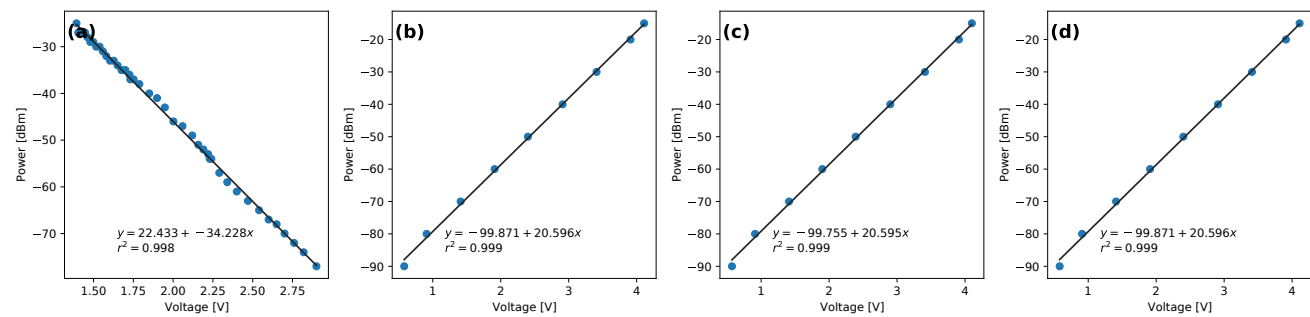 (a)
Power [dBm]
−30
−40
−50
−60
−70
y = 22.433 + −34.228x
r² = 0.998
1.50 1.75 2.00 2.25 2.50 2.75
Voltage [V]
(b)
Power [dBm]
−20
−30
−40
−50
−60
−70
−80
−90
y = −99.871 + 20.596x
r² = 0.999
1 2 3 4
Voltage [V]
(c)
Power [dBm]
−20
−30
−40
−50
−60
−70
−80
−90
y = −99.755 + 20.595x
r² = 0.999
1 2 3 4
Voltage [V]
(d)
Power [dBm]
−20
−30
−40
−50
−60
−70
−80
−90
y = −99.871 + 20.596x
r² = 0.999
1 2 3 4
Voltage [V]